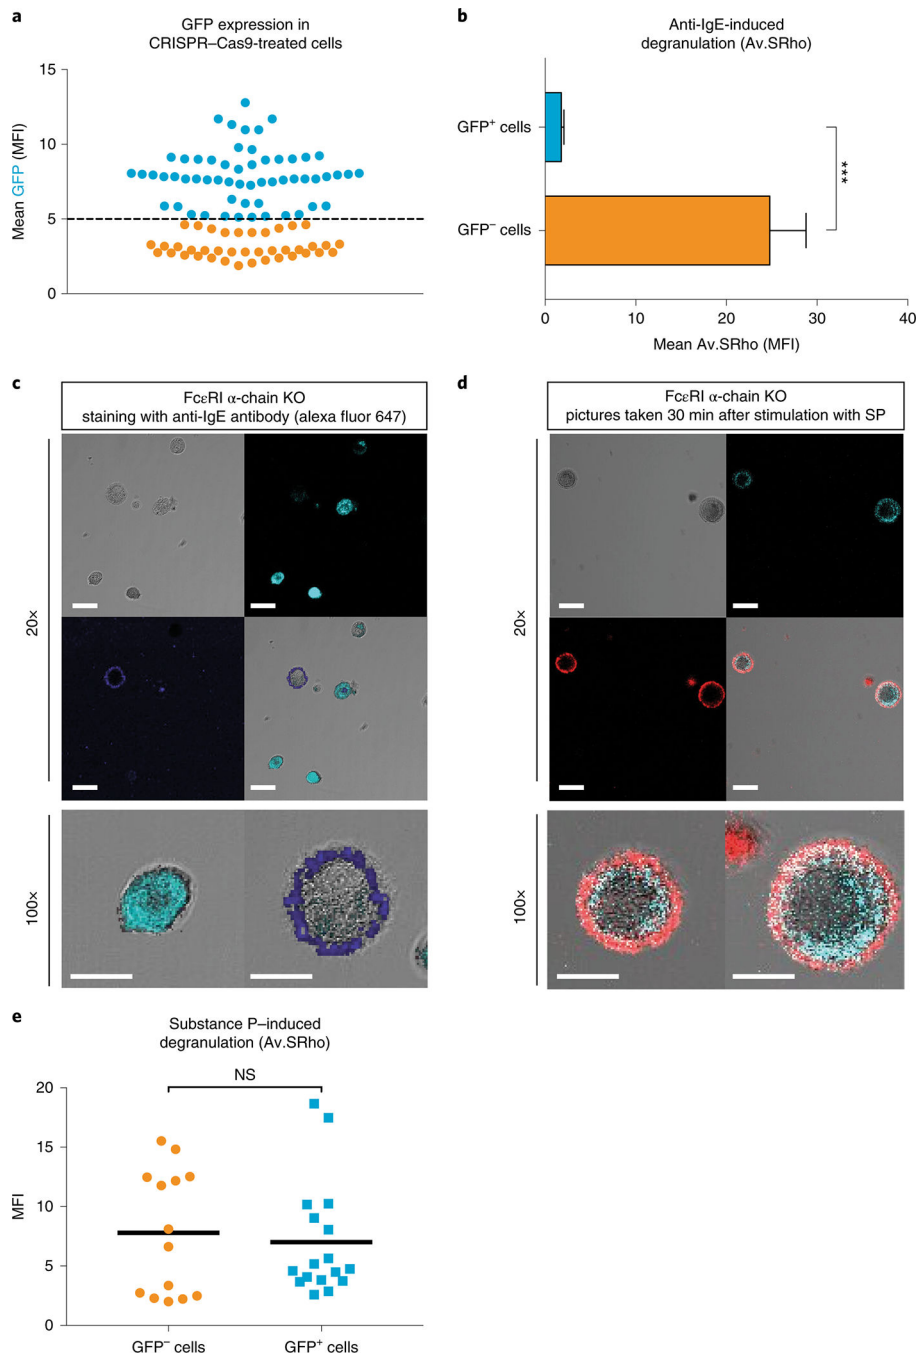 a
GFP expression in
CRISPR–Cas9-treated cells
15
10
5
0
Mean GFP (MFI)
b
Anti-IgE-induced
degranulation (Av.SRho)
GFP+ cells
GFP− cells
***
0 10 20 30 40
Mean Av.SRho (MFI)
c
FcεRI α-chain KO
staining with anti-IgE antibody (alexa fluor 647)
20×
100×
d
FcεRI α-chain KO
pictures taken 30 min after stimulation with SP
20×
100×
e
Substance P–induced
degranulation (Av.SRho)
NS
20
15
10
5
0
MFI
GFP− cells
GFP+ cells